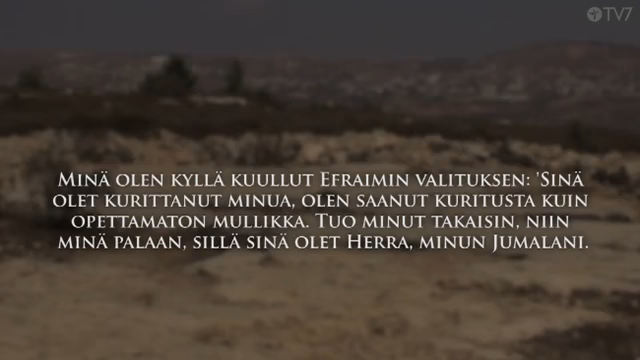 TV7
Minä olen kyllä kuullut Efraimin valituksen: 'Sinä
olet kurittanut minua, olen saanut kuritusta kuin
opettamaton mullikka. Tuo minut takaisin, niin
minä palaan, sillä sinä olet Herra, minun Jumalani.